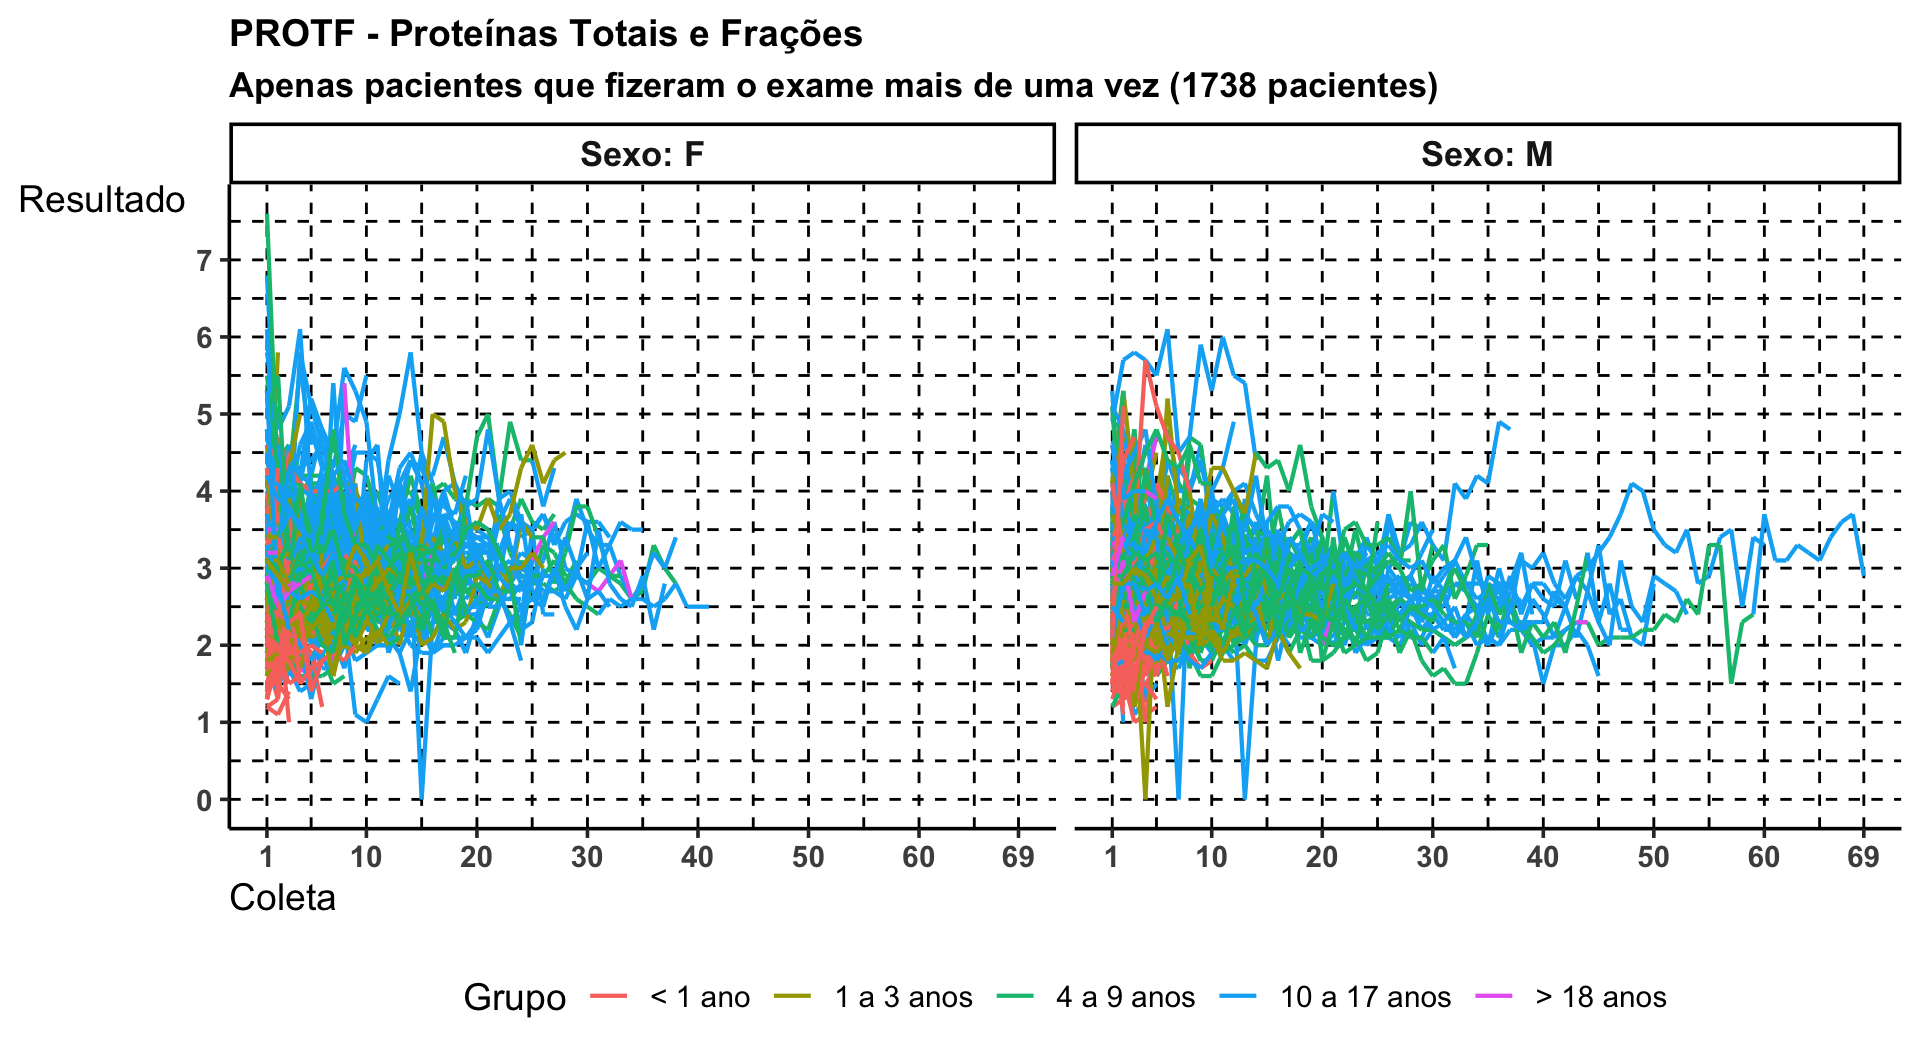 PROTF - Proteínas Totais e Frações
Apenas pacientes que fizeram o exame mais de uma vez (1738 pacientes)
Sexo: F
Sexo: M
Resultado
7
6
5
4
3
2
1
0
1 10 20 30 40 50 60 69
1 10 20 30 40 50 60 69
Coleta
Grupo < 1 ano 1 a 3 anos 4 a 9 anos 10 a 17 anos > 18 anos